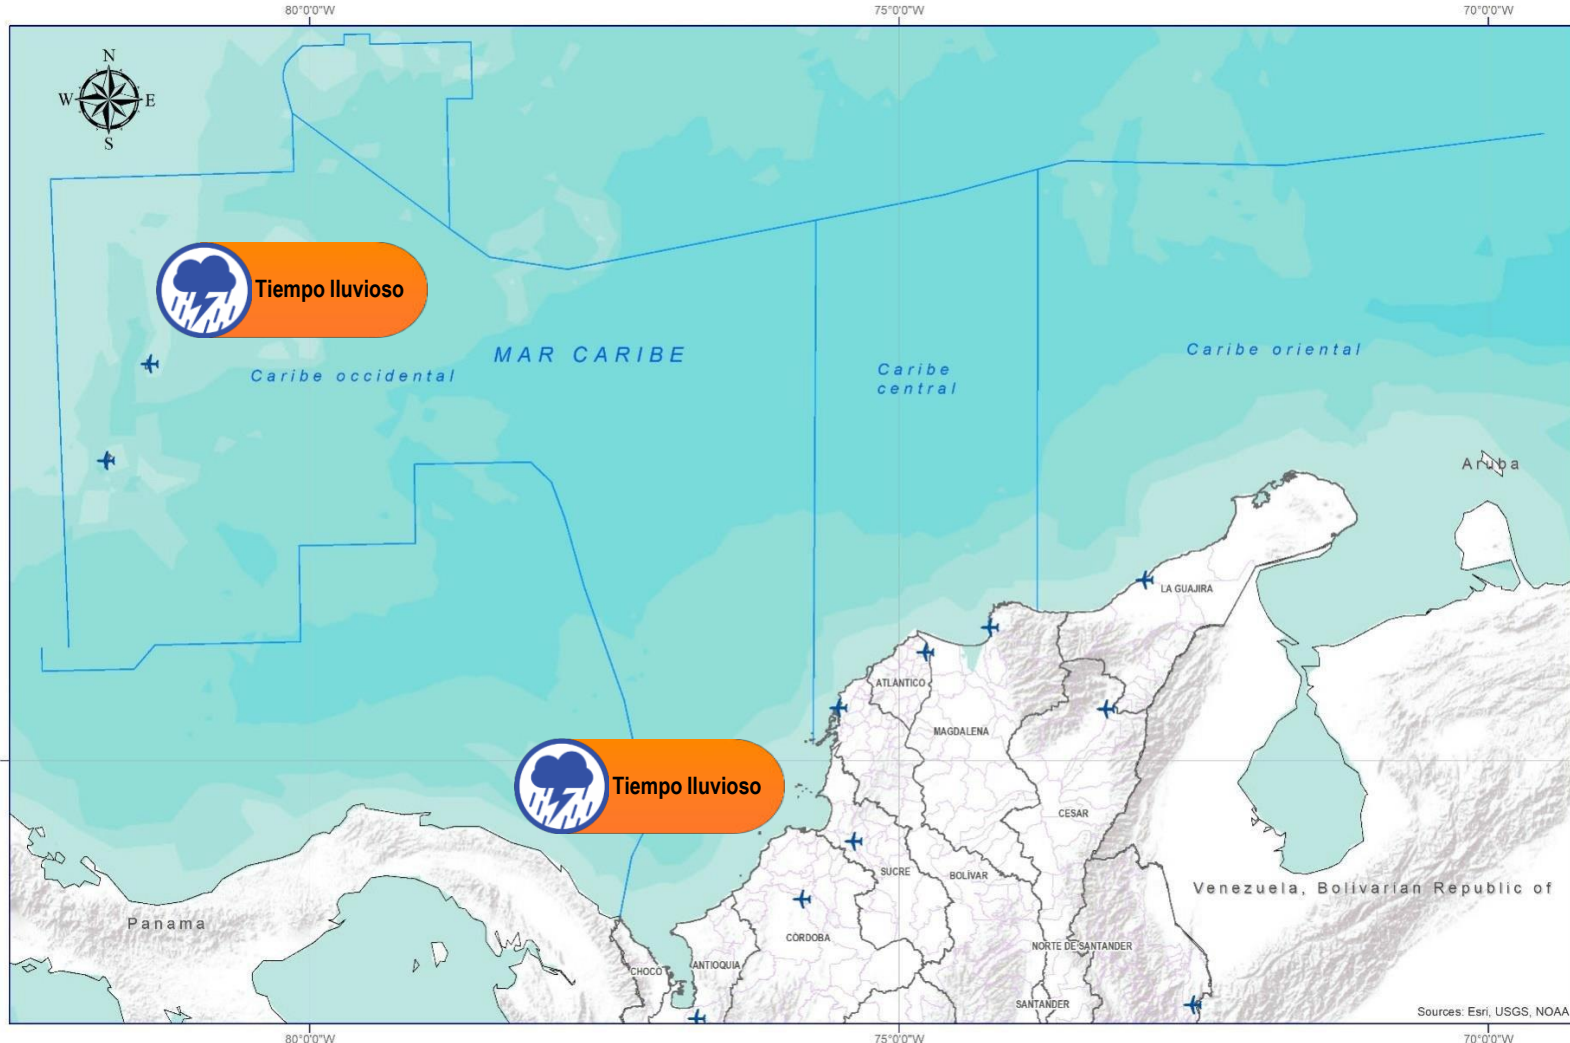 80°0'0"W
75°0'0"W
70°0'0"W
N
W
E
S
Tiempo lluvioso
MAR CARIBE
Caribe occidental
Caribe
central
Caribe oriental
Aruba
LA GUAJIRA
ATLANTICO
MAGDALENA
Tiempo lluvioso
CESAR
SUCRE
BOLÍVAR
Venezuela, Bolivarian Republic of
Panama
CÓRDOBA
NORTE DE SANTANDER
CHOCO
ANTIOQUIA
SANTANDER
Sources: Esri, USGS, NOAA
80°0'0"W
75°0'0"W
70°0'0"W